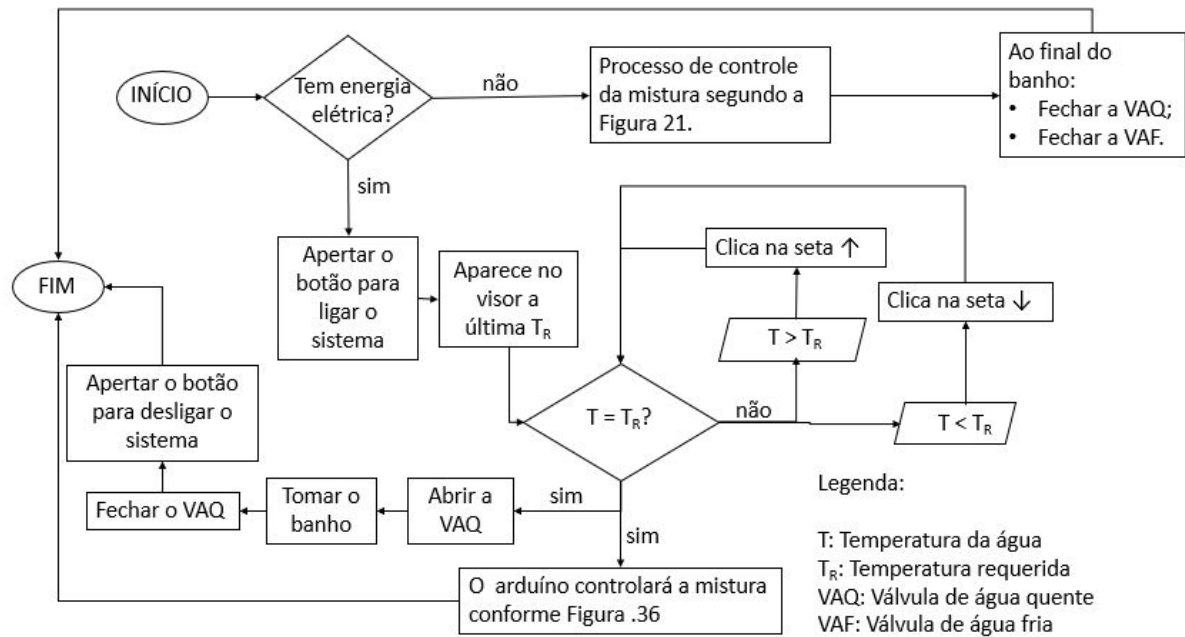 INÍCIO
Tem energia
elétrica?
não
Processo de controle
da mistura segundo a
Figura 21.
Ao final do
banho:
• Fechar a VAQ;
• Fechar a VAF.
sim
Apertar o
botão para
ligar o
sistema
Aparece no
visor a
última TR
Clica na seta ↑
Clica na seta ↓
T > TR
T < TR
T = TR?
não
FIM
Apertar o botão
para desligar o
sistema
Fechar o VAQ
Tomar o
banho
Abrir a
VAQ
sim
sim
O arduíno controlará a mistura
conforme Figura .36
Legenda:
T: Temperatura da água
TR: Temperatura requerida
VAQ: Válvula de água quente
VAF: Válvula de água fria